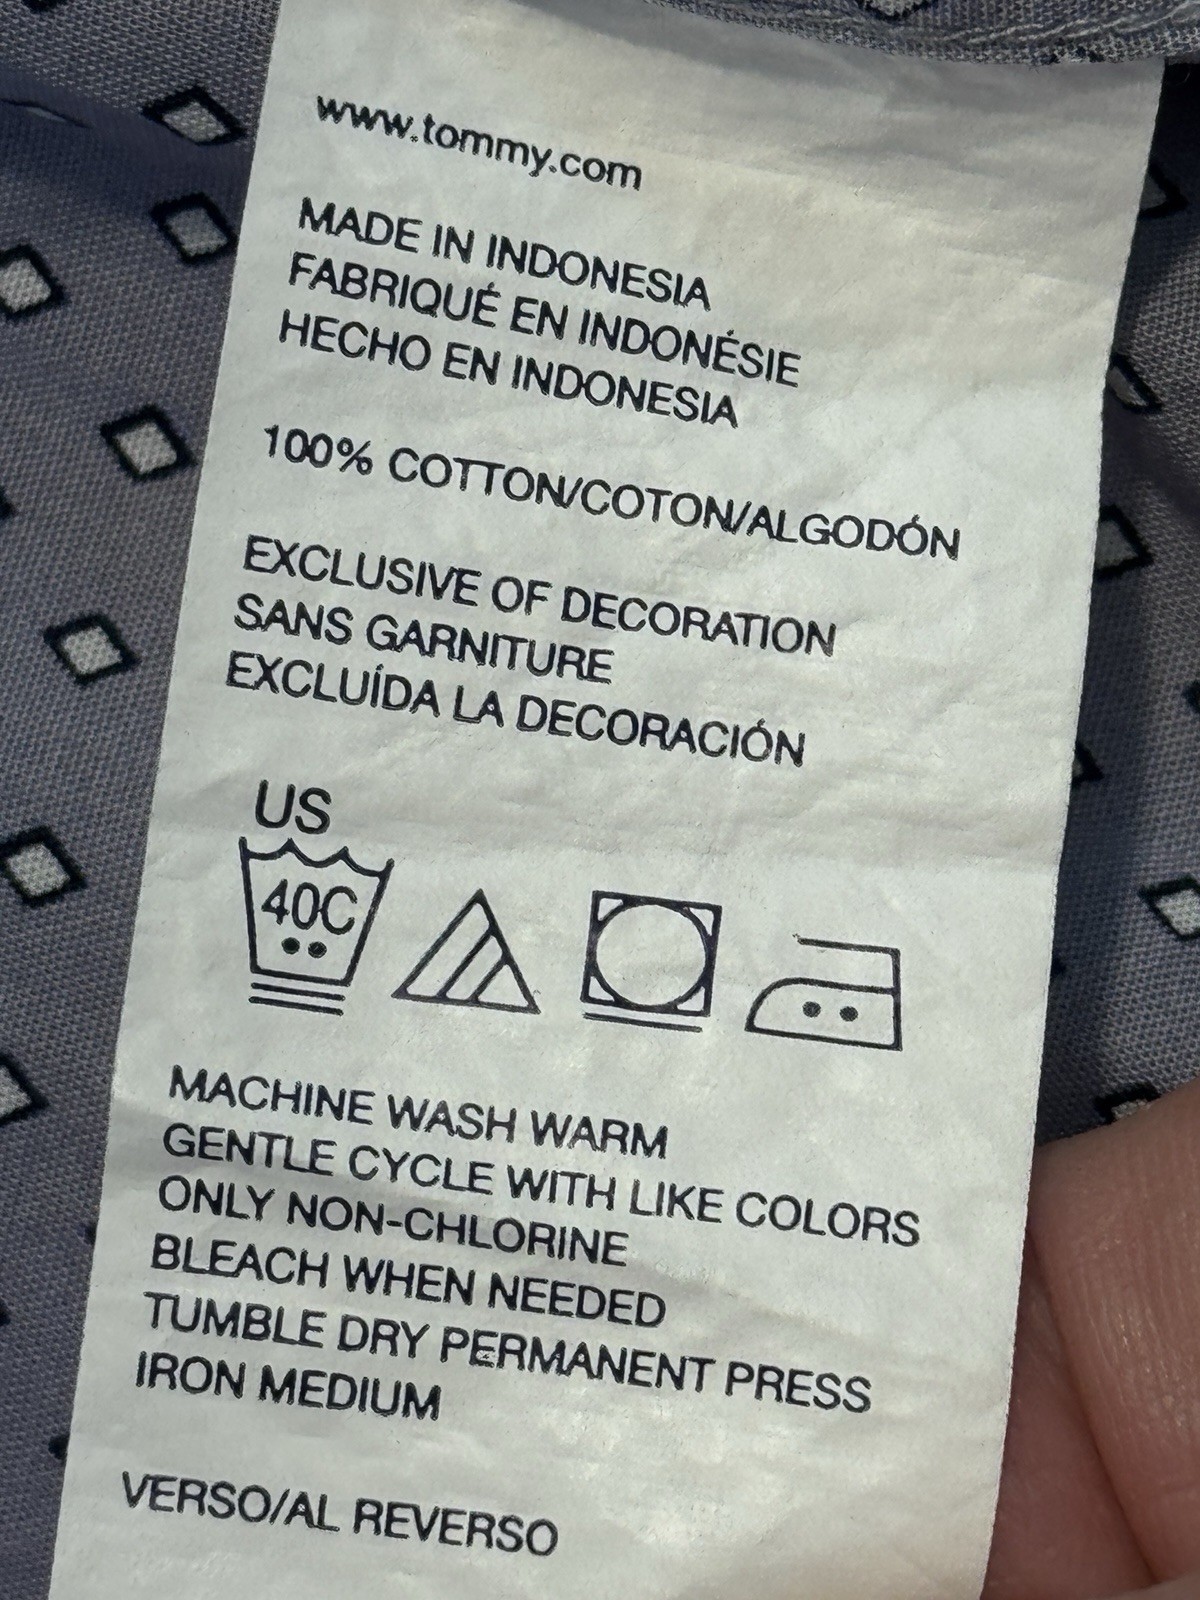 www.tommy.com
MADE IN INDONESIA
FABRIQUÉ EN INDONÉSIE
HECHO EN INDONESIA
100% COTTON/COTON/ALGODÓN
EXCLUSIVE OF DECORATION
SANS GARNITURE
EXCLUÍDA LA DECORACIÓN
US
40C
MACHINE WASH WARM
GENTLE CYCLE WITH LIKE COLORS
ONLY NON-CHLORINE
BLEACH WHEN NEEDED
TUMBLE DRY PERMANENT PRESS
IRON MEDIUM
VERSO/AL REVERSO